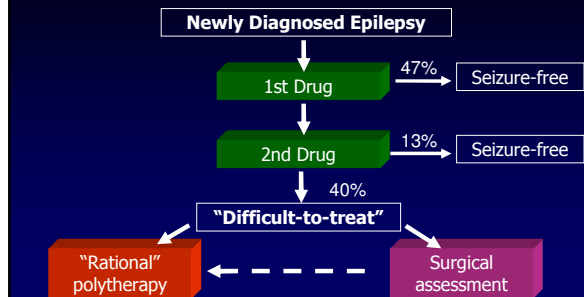 Newly Diagnosed Epilepsy
47%
1st Drug
Seizure-free
13%
2nd Drug
Seizure-free
40%
“Difficult-to-treat”
“Rational”
polytherapy
Surgical
assessment